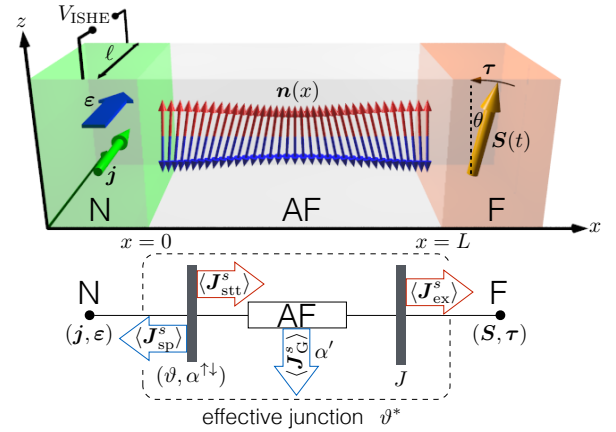 z
V_ISHE
ℓ
ε
j
n(x)
τ
θ
S(t)
N
AF
F
x
x = 0
x = L
N
(j, ε)
⟨J^s_stt⟩
⟨J^s_sp⟩
(ϑ, α^↑↓)
AF
⟨J^s_G⟩
α′
⟨J^s_ex⟩
J
F
(S, τ)
effective junction ϑ*